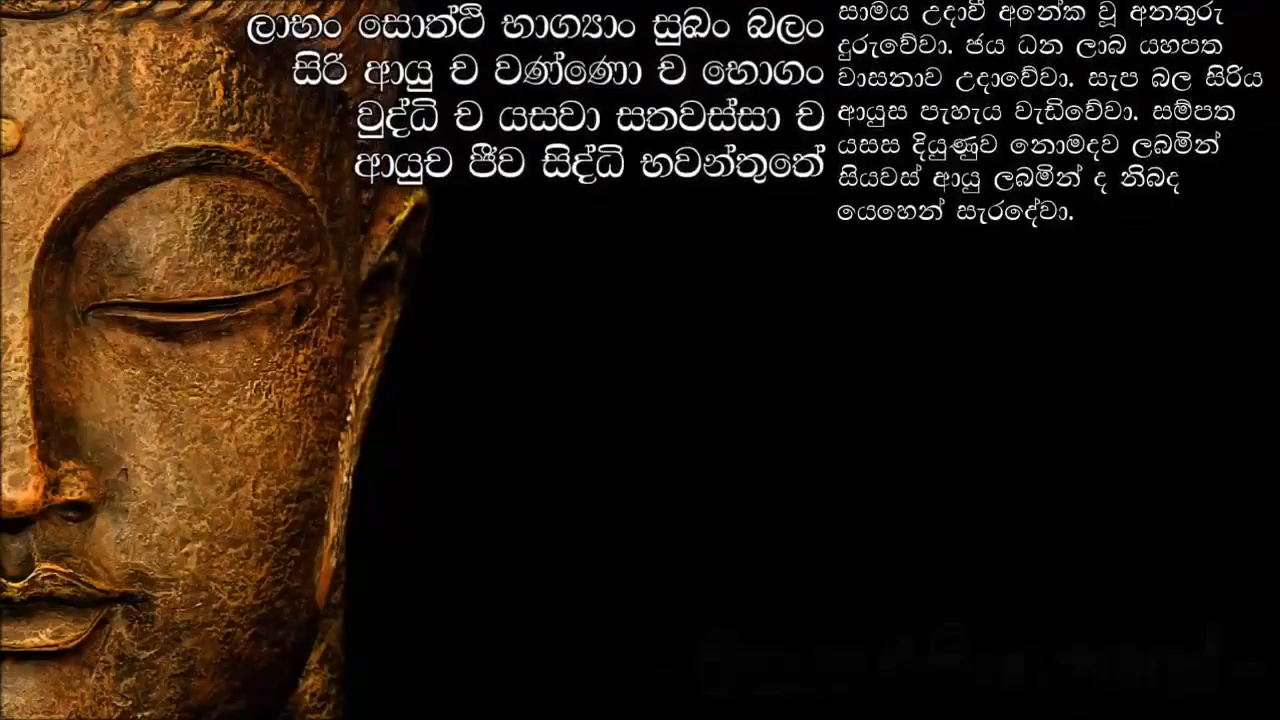 ලාභං සොත්ථි භාග්‍යාං සුඛං බලං
සිරි ආයු ච වණ්ණො ච භොගං
වුද්ධි ච යසවා සතවස්සා ච
ආයුච ජීව සිද්ධි භවන්තුතේ
සාමය උදාවී අනේක වූ අනතුරු
දුරුවේවා. ජය ධන ලාබ යහපත
වාසනාව උදාවේවා. සැප බල සිරිය
ආයුස පැහැය වැඩිවේවා. සම්පත
යසස දියුණුව නොමදව ලබමින්
සියවස් ආයු ලබමින් ද නිබද
යෙහෙන් සැරදේවා.